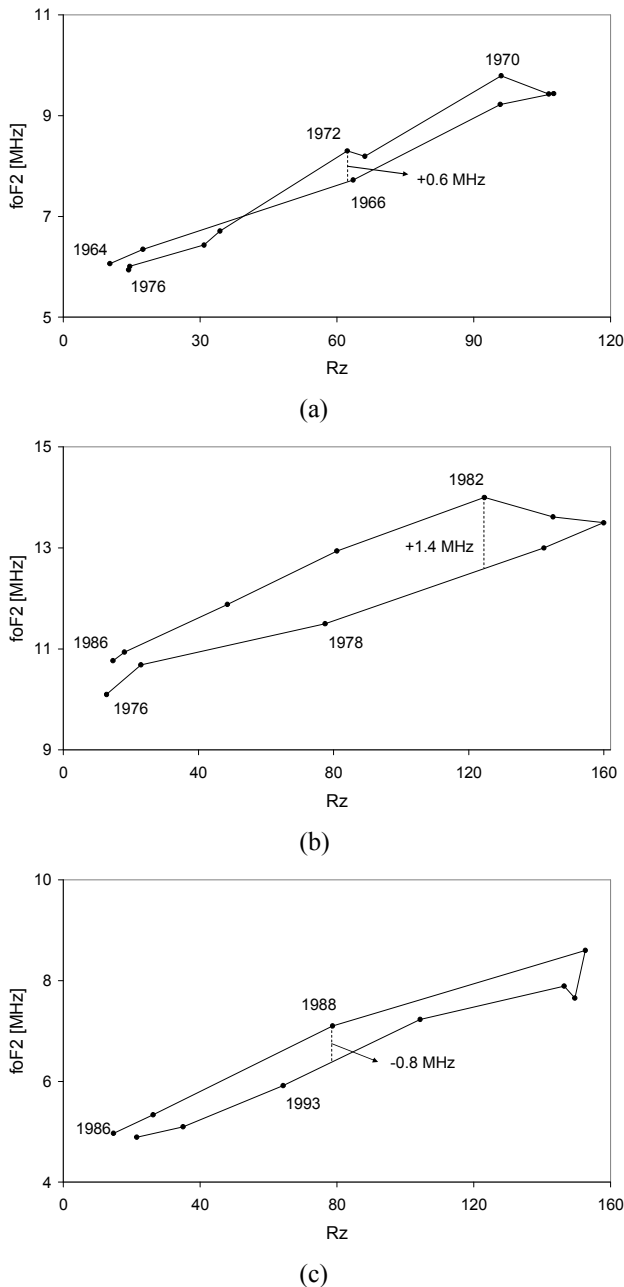 11
9
7
5
foF2 [MHz]
1970
1972
+0.6 MHz
1966
1964
1976
0 30 60 90 120
Rz
(a)
15
13
11
9
foF2 [MHz]
1982
+1.4 MHz
1986
1978
1976
0 40 80 120 160
Rz
(b)
10
8
6
4
foF2 [MHz]
1988
-0.8 MHz
1986
1993
0 40 80 120 160
Rz
(c)